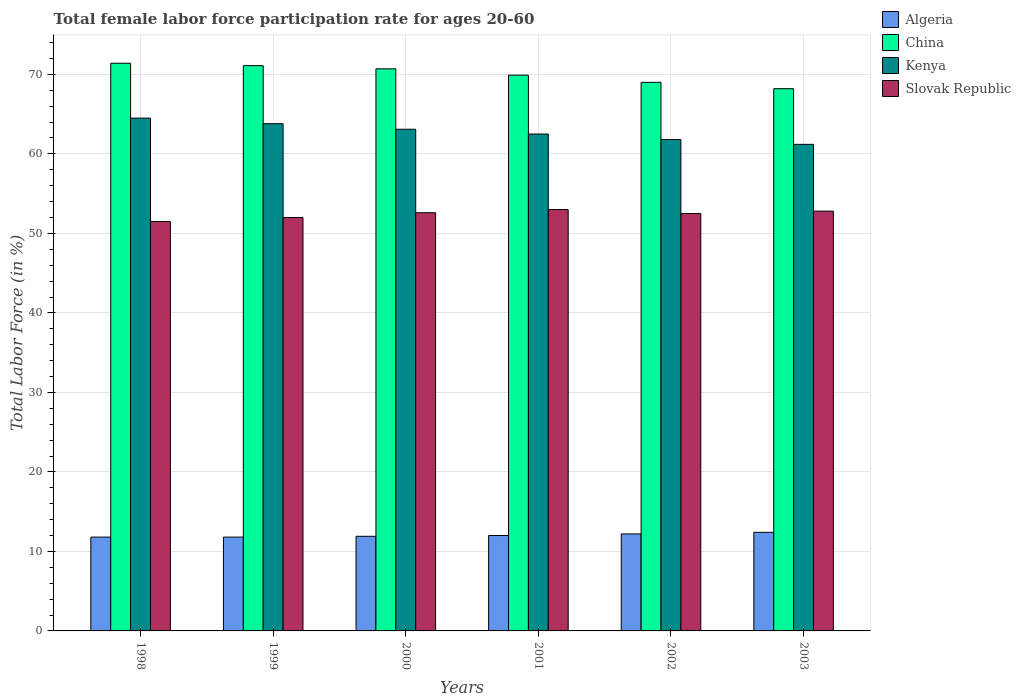 Total female labor force participation rate for ages 20-60
Algeria
China
Kenya
Slovak Republic
Total Labor Force (in %)
70
60
50
40
30
20
10
0
1998
1999
2000
2001
2002
2003
Years